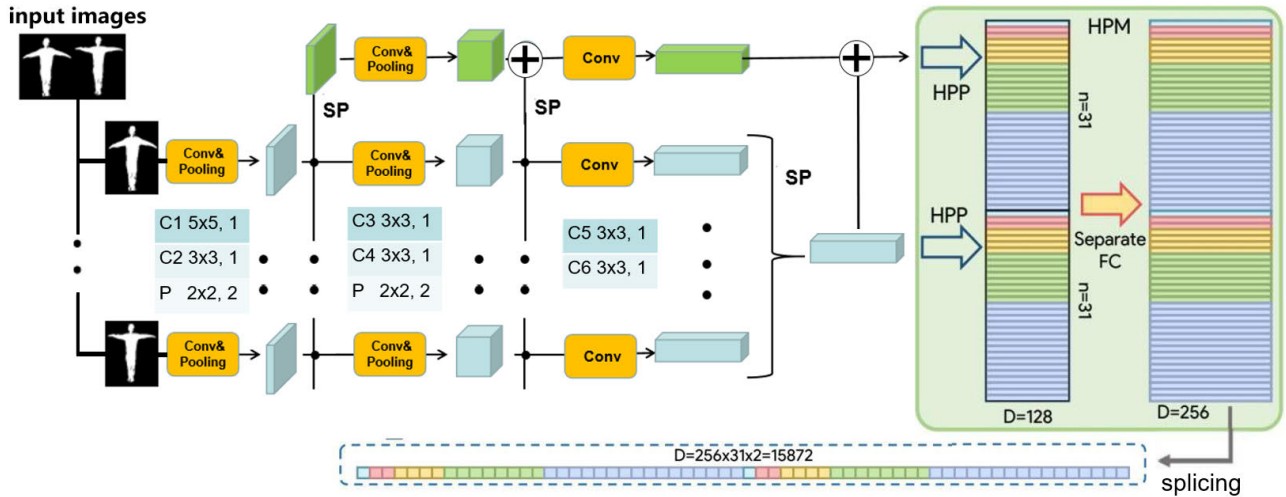 input images
Conv&
Pooling
Conv
HPM
SP
SP
HPP
n=31
Conv&
Pooling
Conv&
Pooling
Conv
SP
C1 5x5, 1
C2 3x3, 1
P 2x2, 2
C3 3x3, 1
C4 3x3, 1
P 2x2, 2
C5 3x3, 1
C6 3x3, 1
HPP
Separate
FC
n=31
Conv&
Pooling
Conv&
Pooling
Conv
D=128
D=256
D=256x31x2=15872
splicing